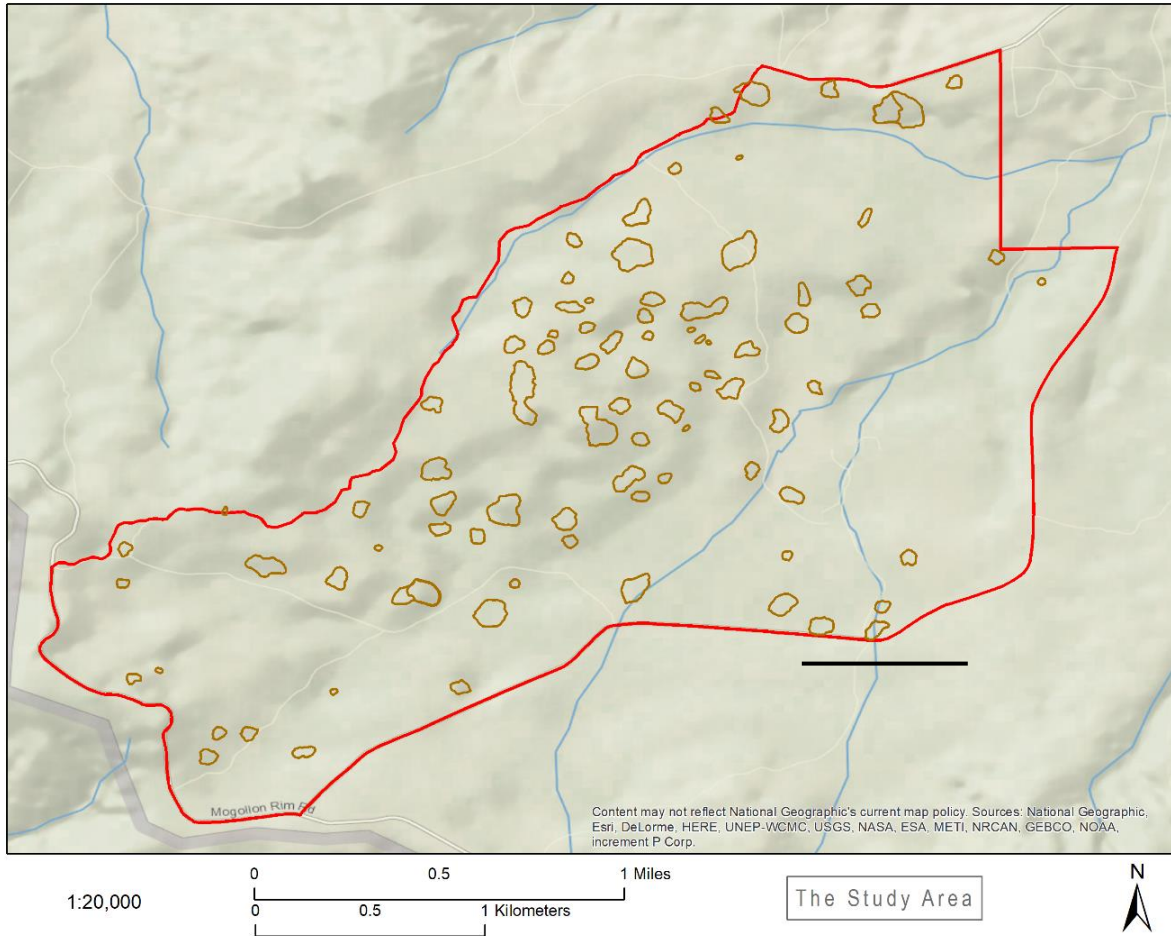 Mogollon Rim Rd
Content may not reflect National Geographic's current map policy. Sources: National Geographic,
Esri, DeLorme, HERE, UNEP-WCMC, USGS, NASA, ESA, METI, NRCAN, GEBCO, NOAA,
increment P Corp.
0 0.5 1 Miles
1:20,000
0 0.5 1 Kilometers
The Study Area
N